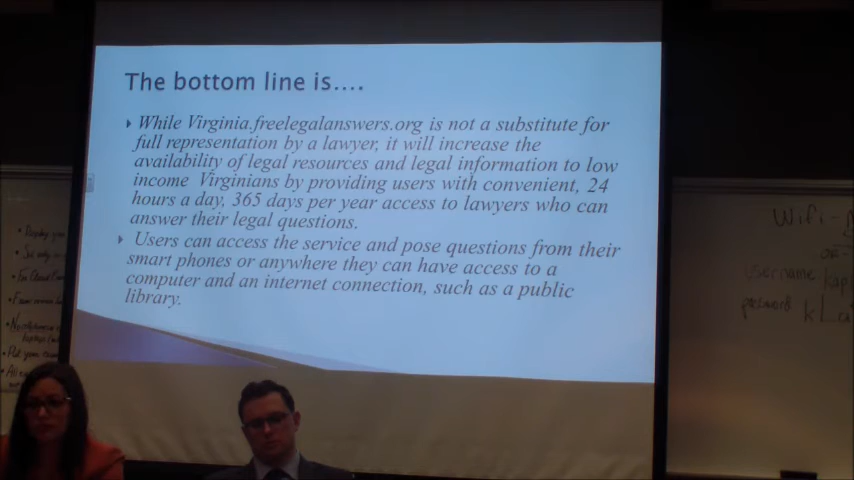 The bottom line is....
While Virginia.freelegalanswers.org is not a substitute for
full representation by a lawyer, it will increase the
availability of legal resources and legal information to low
income Virginians by providing users with convenient, 24
hours a day, 365 days per year access to lawyers who can
answer their legal questions.
Users can access the service and pose questions from their
smart phones or anywhere they can have access to a
computer and an internet connection, such as a public
library.
Wifi -
username
password